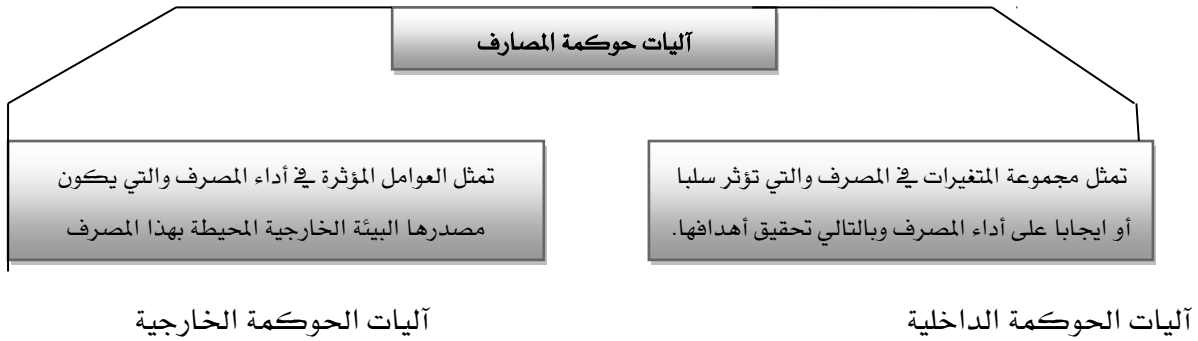 آليات حوكمة المصارف
تمثل مجموعة المتغيرات في المصرف والتي تؤثر سلبا
أو ايجابا على أداء المصرف وبالتالي تحقيق أهدافها.
تمثل العوامل المؤثرة في أداء المصرف والتي يكون
مصدرها البيئة الخارجية المحيطة بهذا المصرف
آليات الحوكمة الداخلية
آليات الحوكمة الخارجية